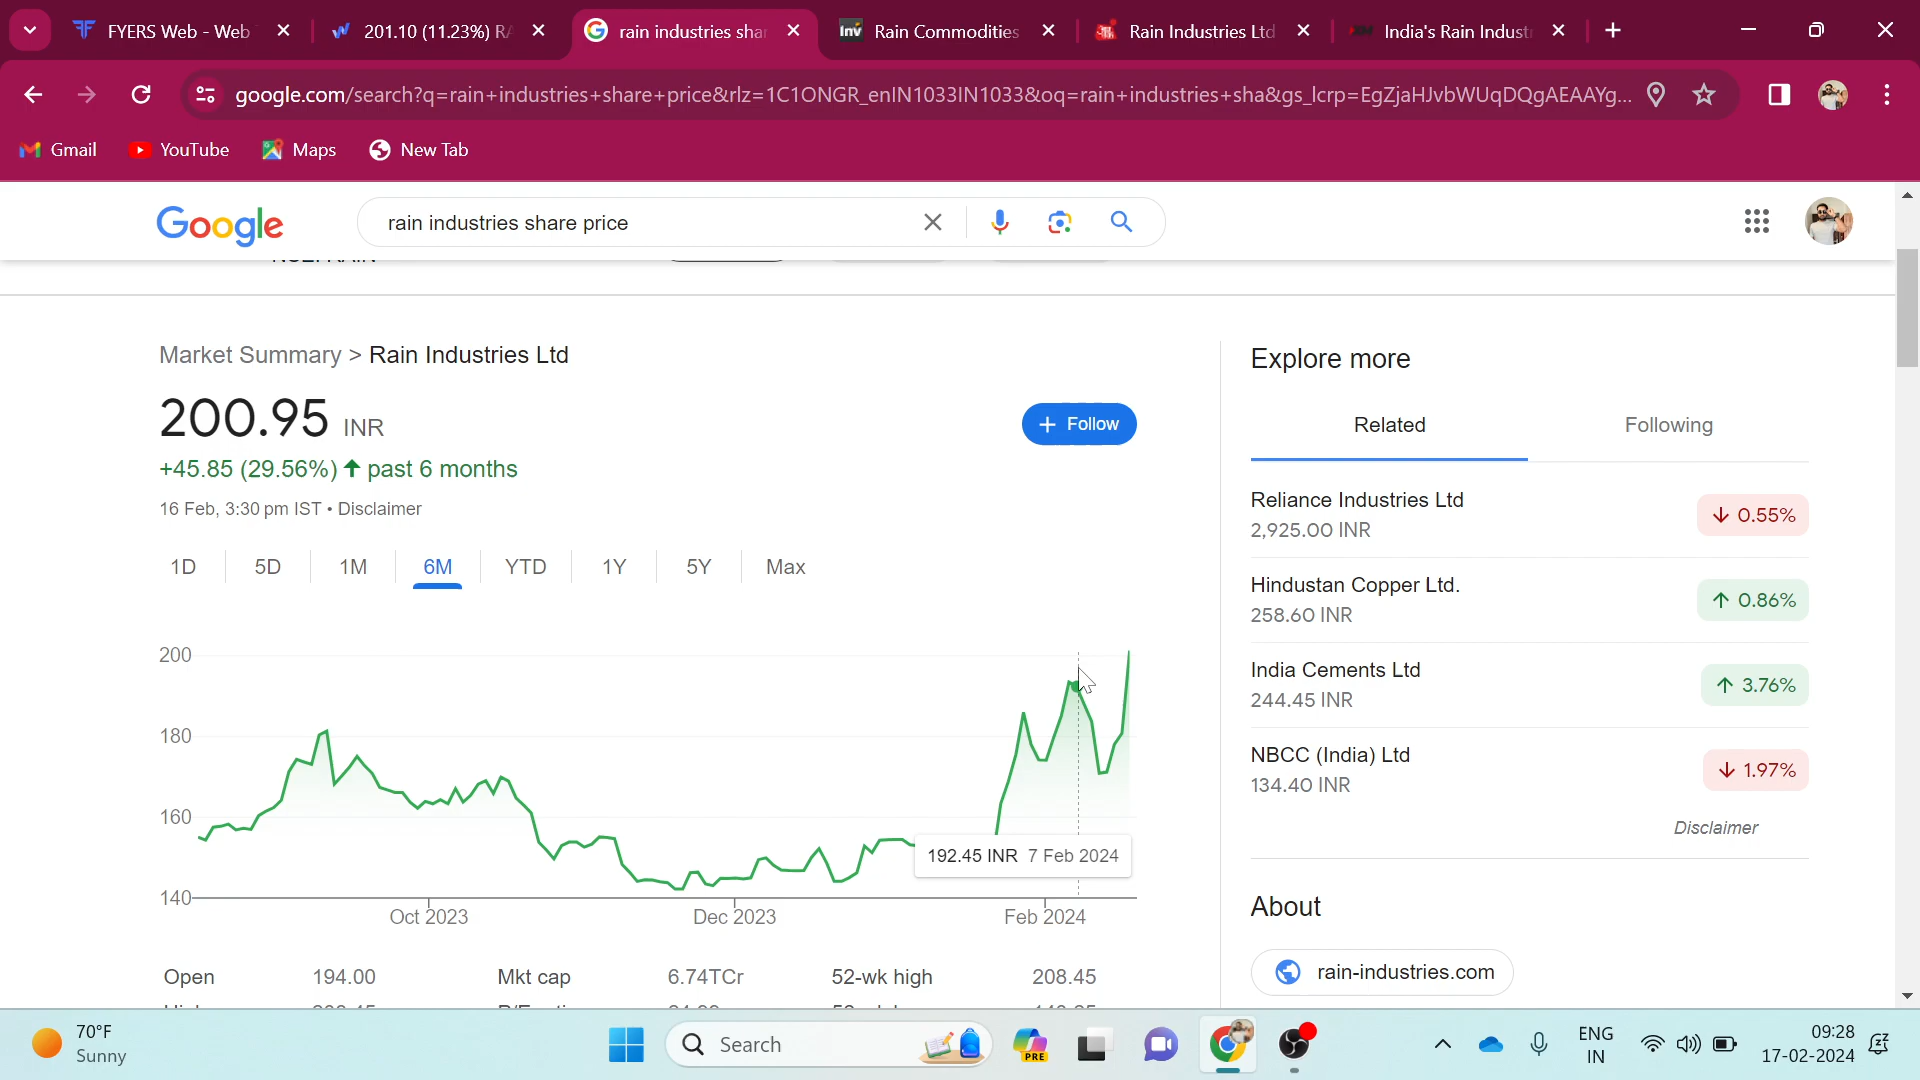 FYERS Web - Web
201.10 (11.23%) RA
rain industries shar
Rain Commodities
Rain Industries Ltd
India's Rain Industr
google.com/search?q=rain+industries+share+price&rlz=1C1ONGR_enIN1033IN1033&oq=rain+industries+sha&gs_lcrp=EgZjaHJvbWUqDQgAEAAYg...
Gmail
YouTube
Maps
New Tab
Google
rain industries share price
Market Summary > Rain Industries Ltd
200.95 INR
+ Follow
+45.85 (29.56%) ↑ past 6 months
16 Feb, 3:30 pm IST • Disclaimer
1D
5D
1M
6M
YTD
1Y
5Y
Max
200
180
160
140
192.45 INR 7 Feb 2024
Oct 2023
Dec 2023
Feb 2024
Open 194.00
Mkt cap 6.74TCr
52-wk high 208.45
Explore more
Related
Following
Reliance Industries Ltd
2,925.00 INR
↓ 0.55%
Hindustan Copper Ltd.
258.60 INR
↑ 0.86%
India Cements Ltd
244.45 INR
↑ 3.76%
NBCC (India) Ltd
134.40 INR
↓ 1.97%
Disclaimer
About
rain-industries.com
70°F
Sunny
Search
PRE
ENG
IN
09:28
17-02-2024